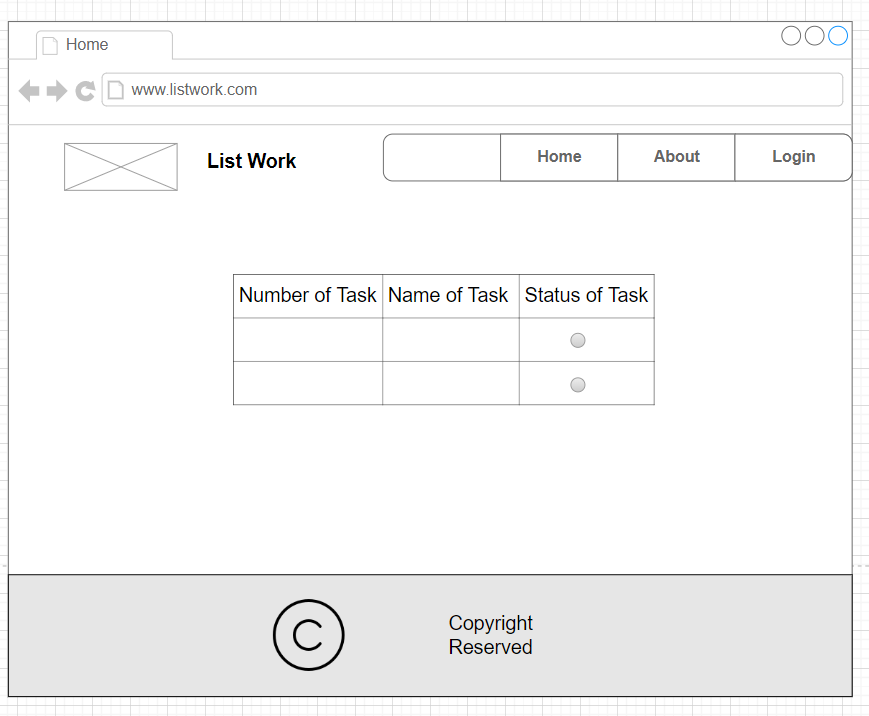 Home
www.listwork.com
List Work
Home About Login
Number of Task Name of Task Status of Task
C
Copyright
Reserved